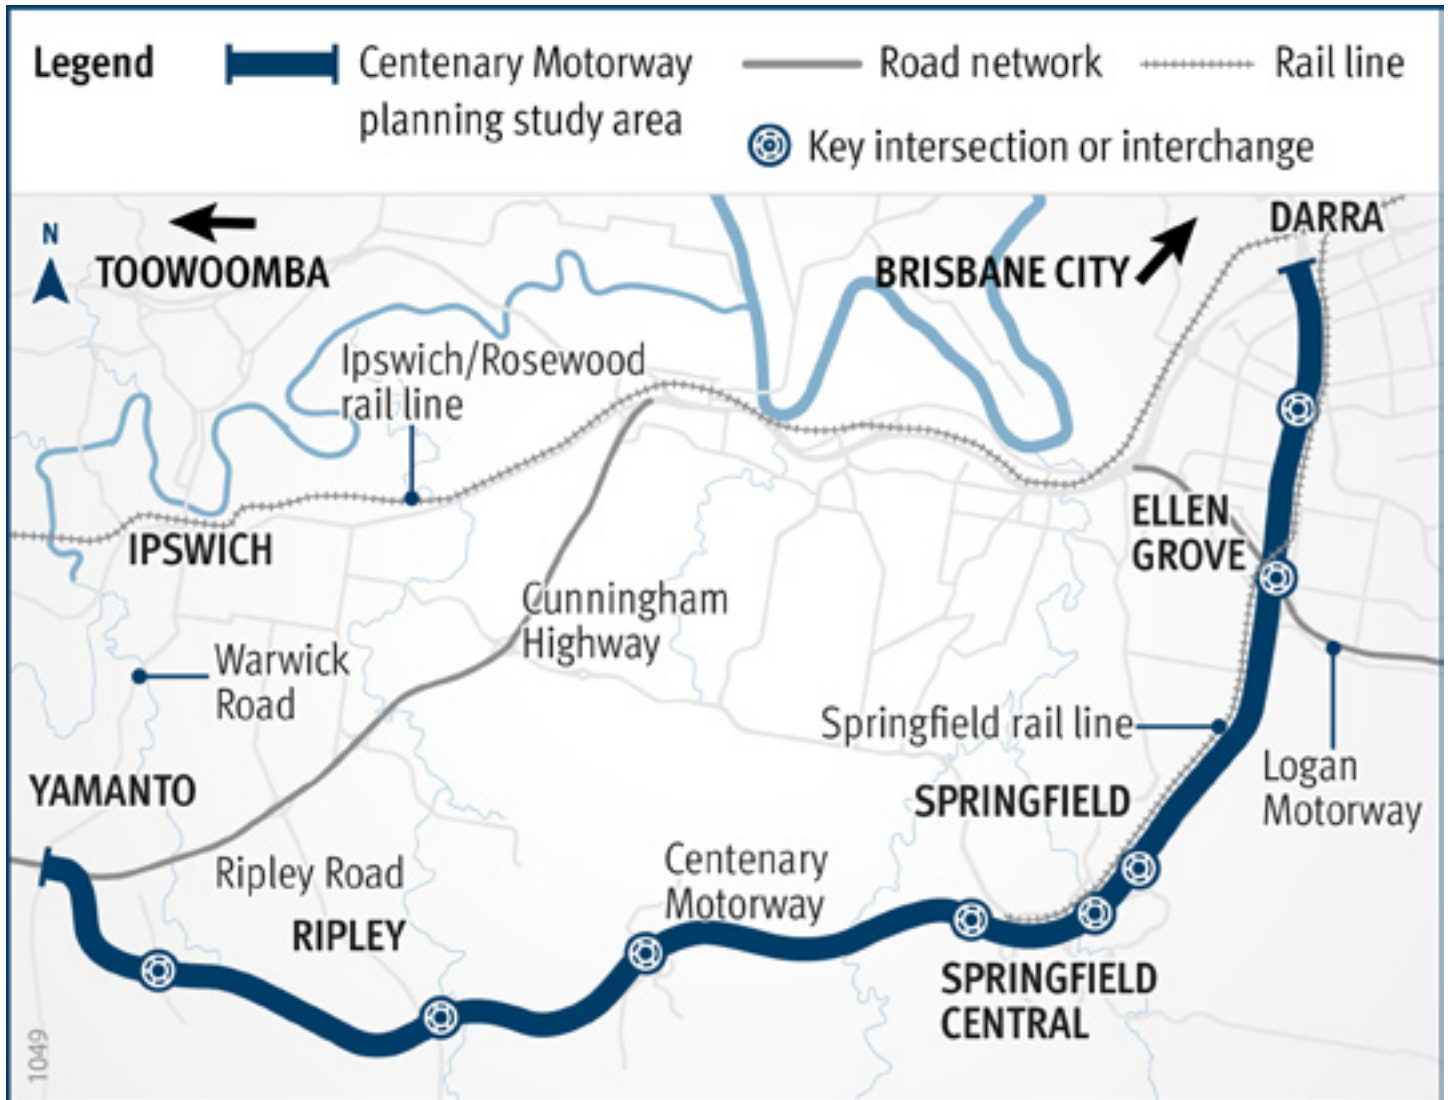 Legend
Centenary Motorway
planning study area
Road network
Rail line
Key intersection or interchange
N
TOOWOOMBA
BRISBANE CITY
DARRA
Ipswich/Rosewood
rail line
IPSWICH
ELLEN
GROVE
Cunningham
Highway
Warwick
Road
Springfield rail line
Logan
Motorway
YAMANTO
SPRINGFIELD
Ripley Road
RIPLEY
Centenary
Motorway
SPRINGFIELD
CENTRAL
1049